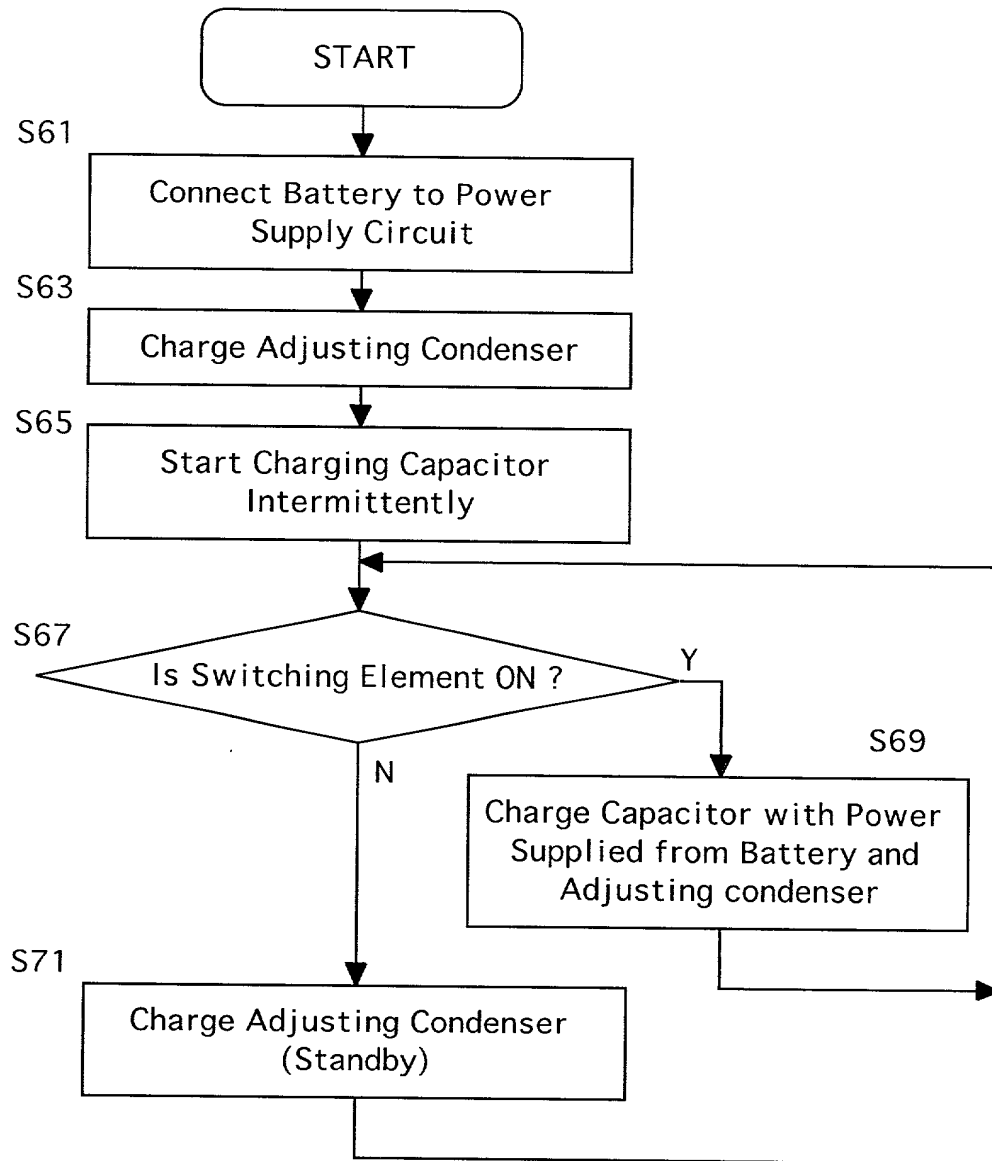 START
S61
Connect Battery to Power
Supply Circuit
S63
Charge Adjusting Condenser
S65
Start Charging Capacitor
Intermittently
S67
Is Switching Element ON ?
Y
N
S69
Charge Capacitor with Power
Supplied from Battery and
Adjusting condenser
S71
Charge Adjusting Condenser
(Standby)